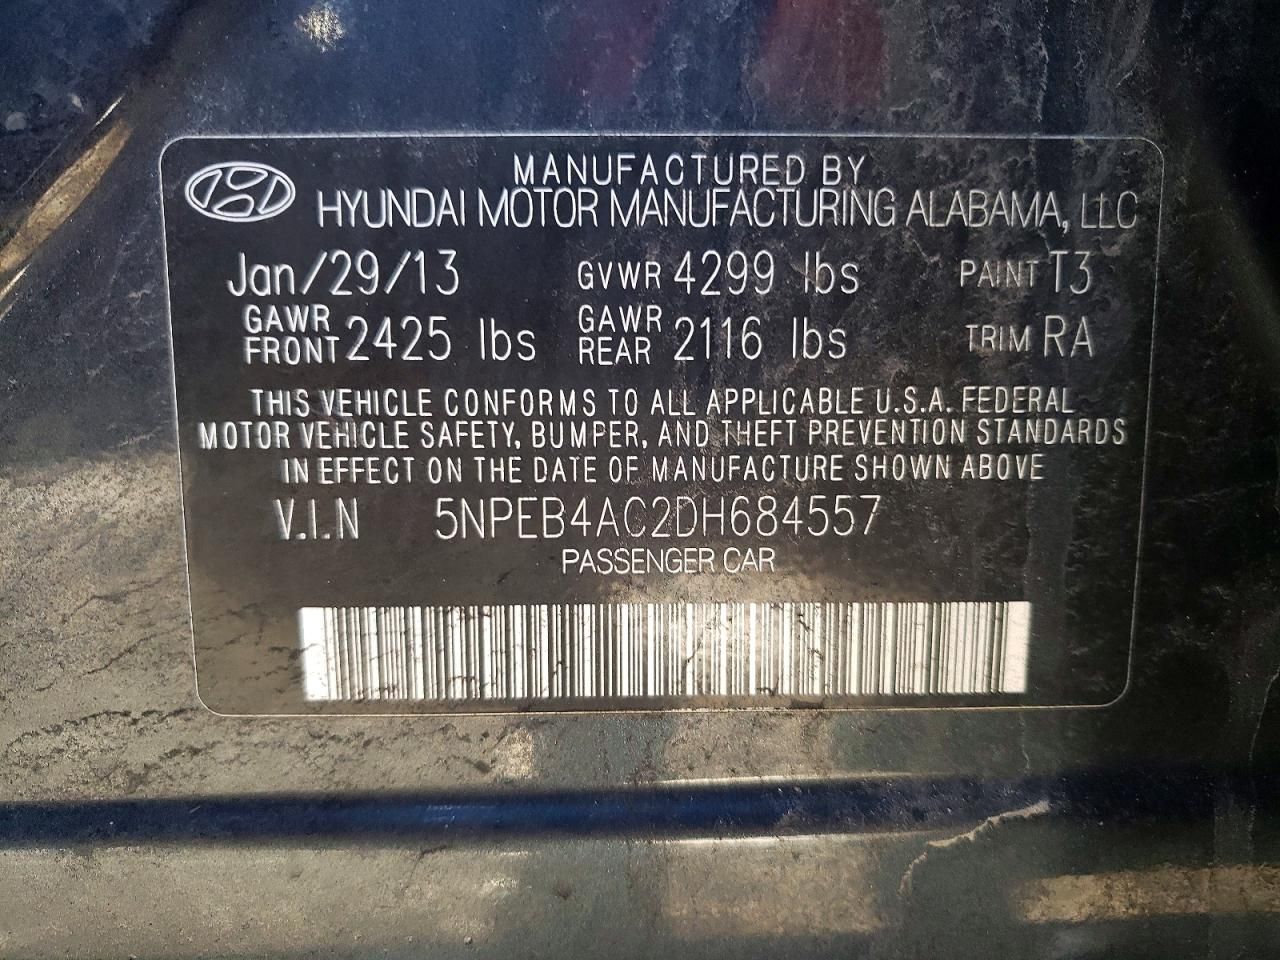 MANUFACTURED BY
HYUNDAI MOTOR MANUFACTURING ALABAMA, LLC
Jan/29/13 GVWR 4299 lbs PAINT T3
GAWR FRONT 2425 lbs GAWR REAR 2116 lbs TRIM RA
THIS VEHICLE CONFORMS TO ALL APPLICABLE U.S.A. FEDERAL
MOTOR VEHICLE SAFETY, BUMPER, AND THEFT PREVENTION STANDARDS
IN EFFECT ON THE DATE OF MANUFACTURE SHOWN ABOVE
V.I.N 5NPEB4AC2DH684557
PASSENGER CAR